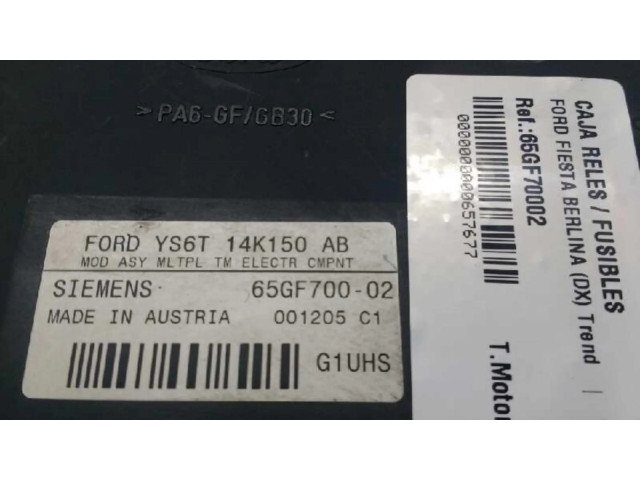 >PA6-GF/GB30<
FORD YS6T 14K150 AB
MOD ASY MLTPL TM ELECTR CMPNT
SIEMENS 65GF700-02
MADE IN AUSTRIA 001205 C1
G1UHS
CAJA RELES / FUSIBLES
FORD FIESTA BERLINA (DX) Trend |
Ref.:65GF70002
0000000000657677
T.Motor